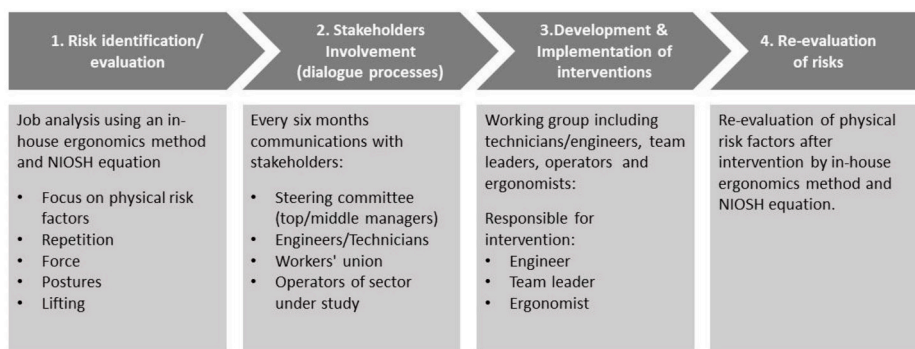 1. Risk identification/
evaluation
2. Stakeholders
Involvement
(dialogue processes)
3.Development &
Implementation of
interventions
4. Re-evaluation
of risks
Job analysis using an in-
house ergonomics method
and NIOSH equation
• Focus on physical risk
factors
• Repetition
• Force
• Postures
• Lifting
Every six months
communications with
stakeholders:
• Steering committee
(top/middle managers)
• Engineers/Technicians
• Workers' union
• Operators of sector
under study
Working group including
technicians/engineers, team
leaders, operators and
ergonomists:
Responsible for
intervention:
• Engineer
• Team leader
• Ergonomist
Re-evaluation of physical
risk factors after
intervention by in-house
ergonomics method and
NIOSH equation.